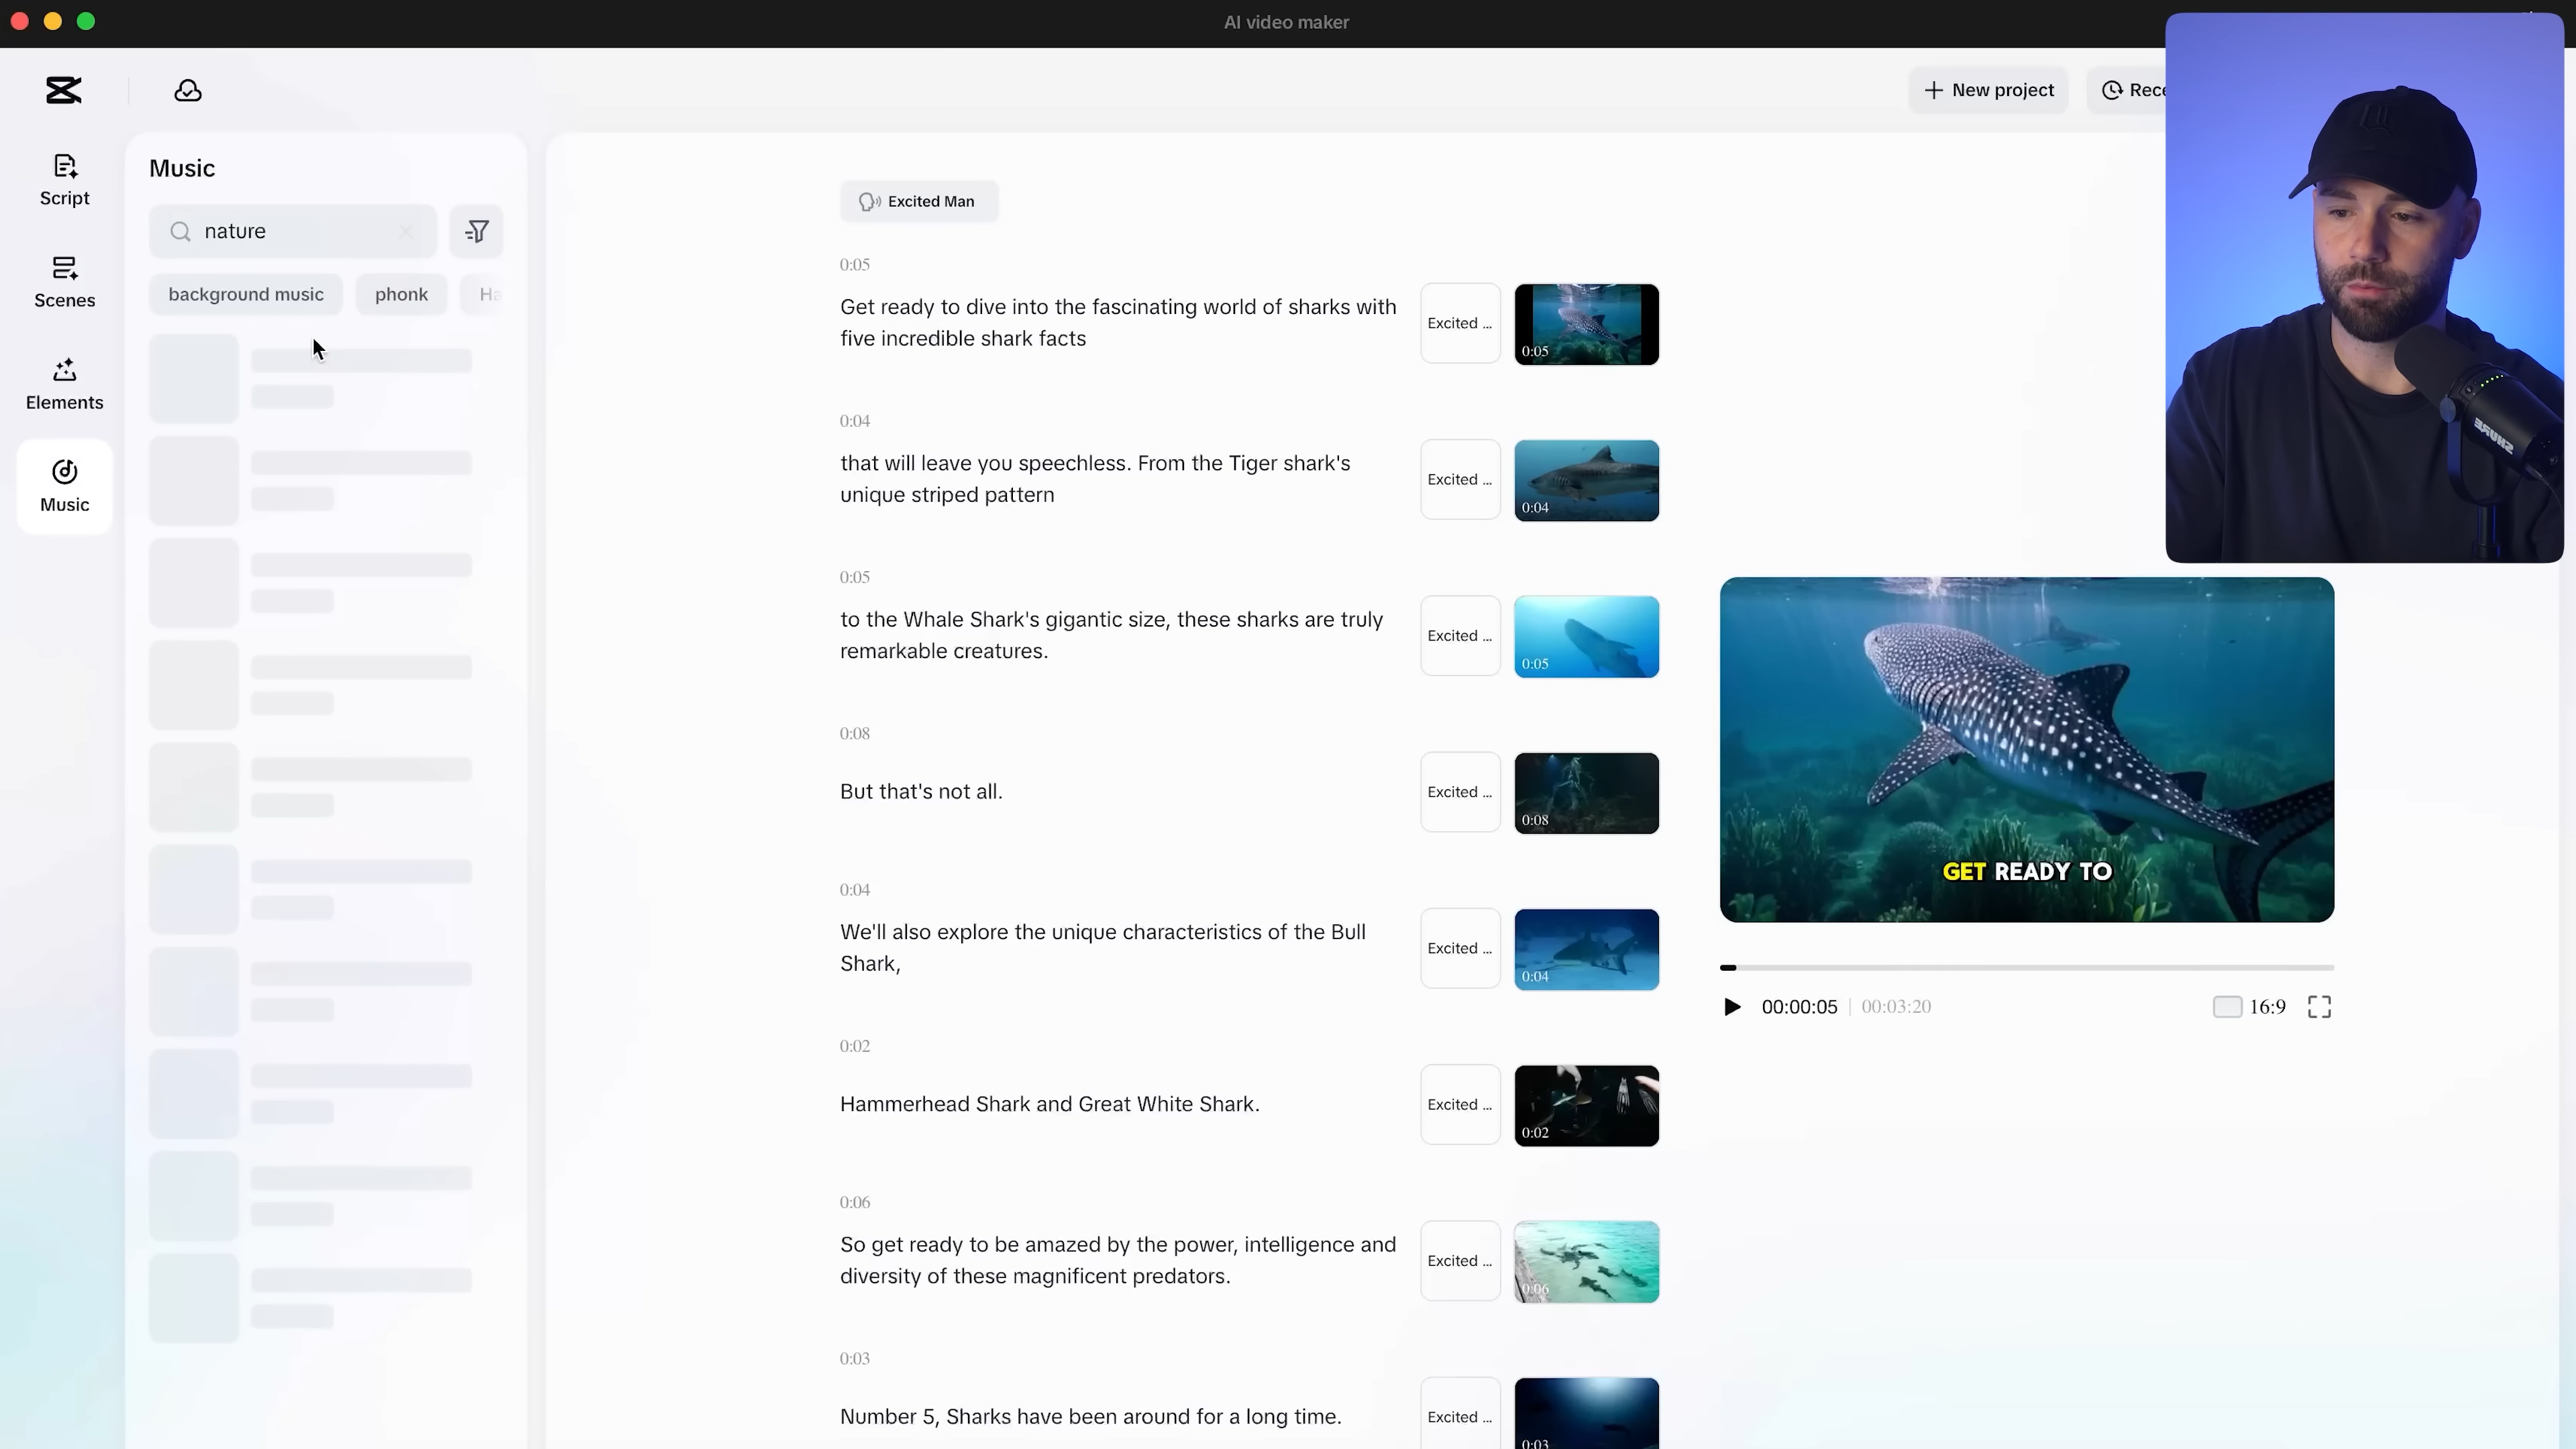 AI video maker
New project
Rece
Script
Scenes
Elements
Music
Music
nature
background music
phonk
Ha
Excited Man
0:05
Get ready to dive into the fascinating world of sharks with
five incredible shark facts
Excited ...
0:05
0:04
that will leave you speechless. From the Tiger shark's
unique striped pattern
Excited ...
0:04
0:05
to the Whale Shark's gigantic size, these sharks are truly
remarkable creatures.
Excited ...
0:05
0:08
But that's not all.
Excited ...
0:08
0:04
We'll also explore the unique characteristics of the Bull
Shark,
Excited ...
0:04
0:02
Hammerhead Shark and Great White Shark.
Excited ...
0:02
0:06
So get ready to be amazed by the power, intelligence and
diversity of these magnificent predators.
Excited ...
0:06
0:03
Number 5, Sharks have been around for a long time.
Excited ...
0:03
GET READY TO
00:00:05 | 00:03:20
16:9
SHURE